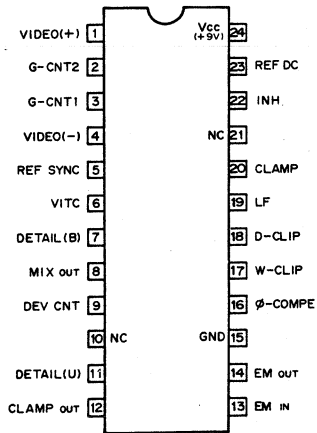 VIDEO(+) 1
G-CNT2 2
G-CNT1 3
VIDEO(-) 4
REF SYNC 5
VITC 6
DETAIL(B) 7
MIX OUT 8
DEV CNT 9
10 NC
DETAIL(U) 11
CLAMP OUT 12
Vcc 24
(+9V)
23 REF DC
22 INH
NC 21
20 CLAMP
19 LF
18 D-CLIP
17 W-CLIP
16 Ø-COMPE
GND 15
14 EM OUT
13 EM IN